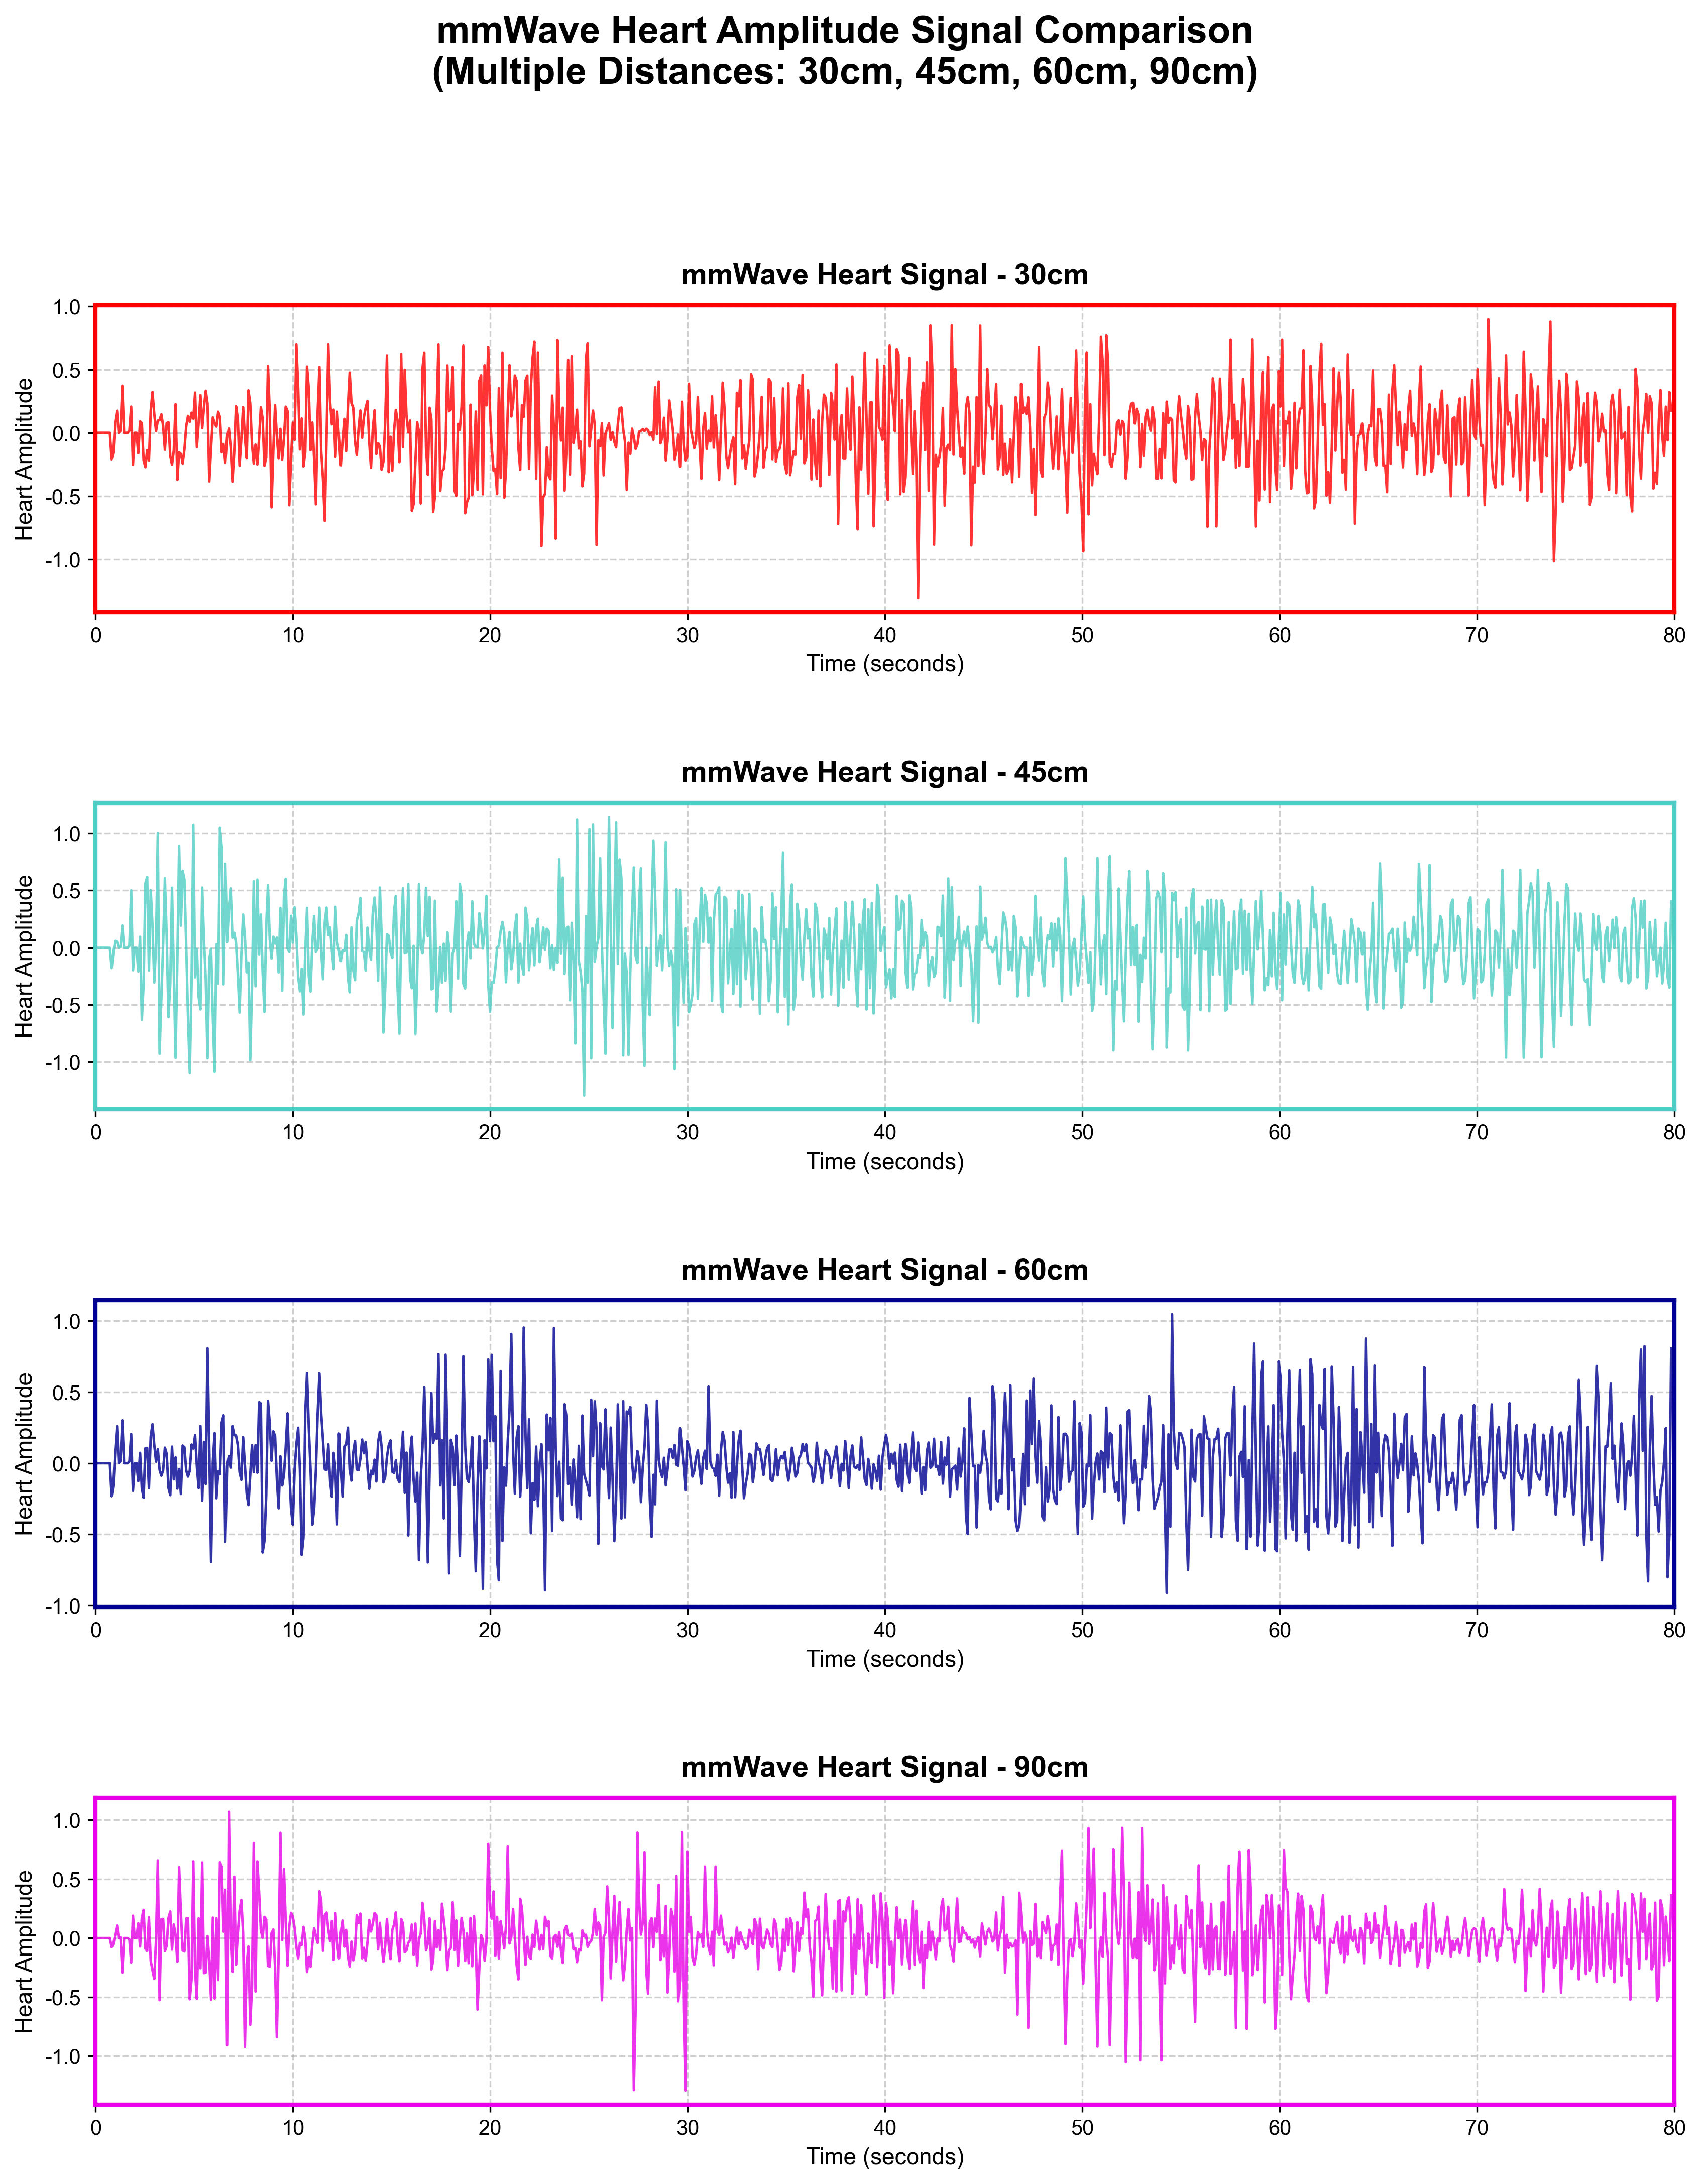 mmWave Heart Amplitude Signal Comparison
(Multiple Distances: 30cm, 45cm, 60cm, 90cm)
mmWave Heart Signal - 30cm
1.0
0.5
0.0
-0.5
-1.0
Heart Amplitude
0 10 20 30 40 50 60 70 80
Time (seconds)
mmWave Heart Signal - 45cm
1.0
0.5
0.0
-0.5
-1.0
Heart Amplitude
0 10 20 30 40 50 60 70 80
Time (seconds)
mmWave Heart Signal - 60cm
1.0
0.5
0.0
-0.5
-1.0
Heart Amplitude
0 10 20 30 40 50 60 70 80
Time (seconds)
mmWave Heart Signal - 90cm
1.0
0.5
0.0
-0.5
-1.0
Heart Amplitude
0 10 20 30 40 50 60 70 80
Time (seconds)